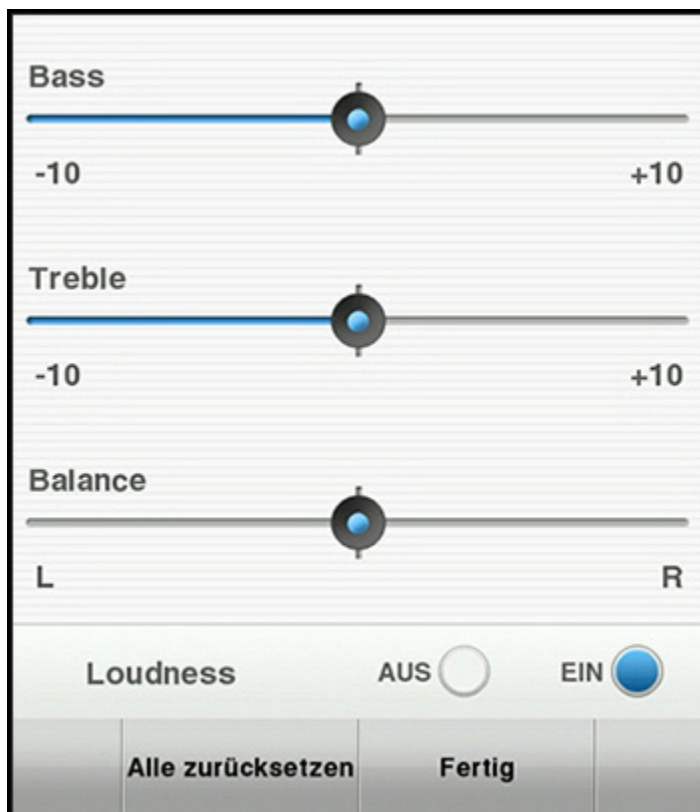 Bass
-10 +10
Treble
-10 +10
Balance
L R
Loudness AUS EIN
Alle zurücksetzen Fertig